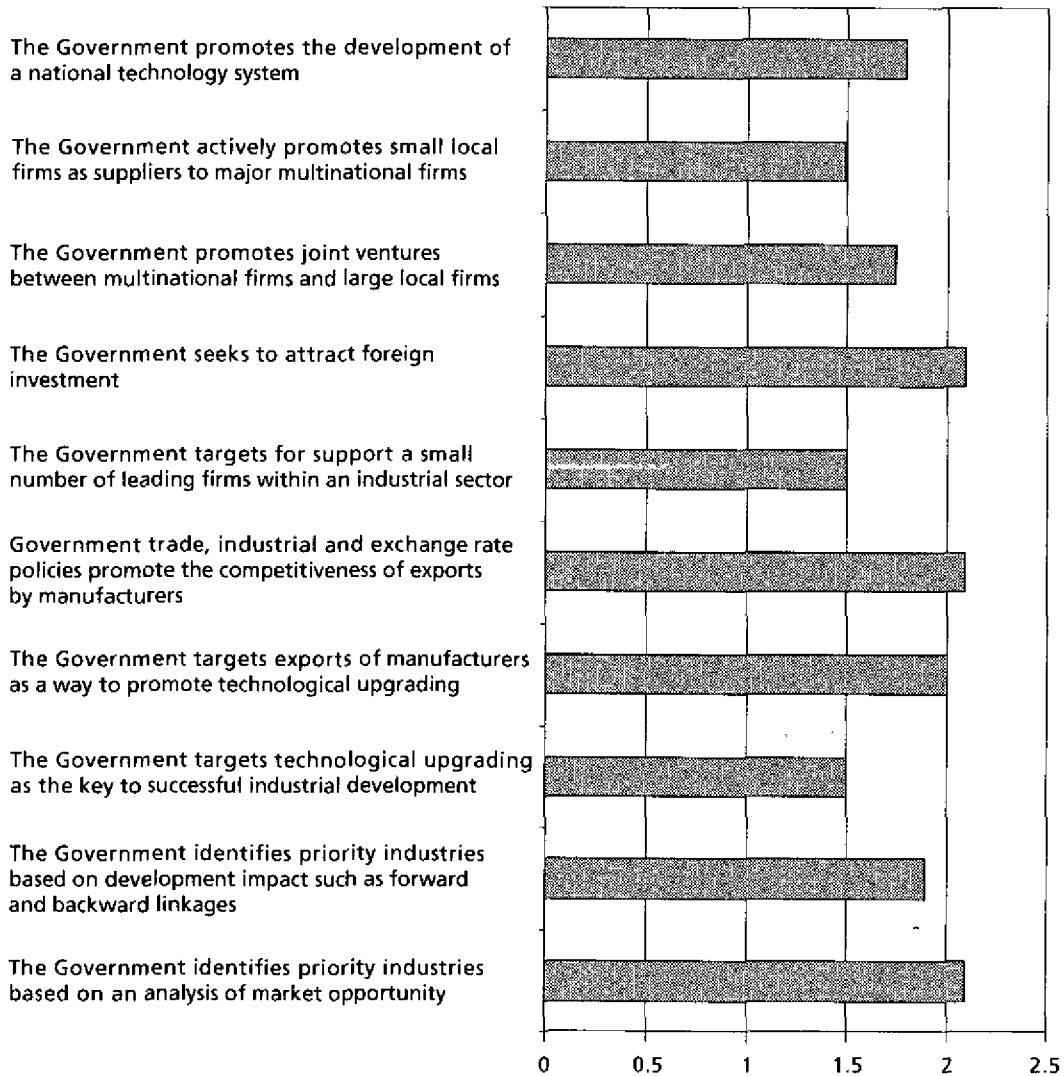 The Government promotes the development of
a national technology system
The Government actively promotes small local
firms as suppliers to major multinational firms
The Government promotes joint ventures
between multinational firms and large local firms
The Government seeks to attract foreign
investment
The Government targets for support a small
number of leading firms within an industrial sector
Government trade, industrial and exchange rate
policies promote the competitiveness of exports
by manufacturers
The Government targets exports of manufacturers
as a way to promote technological upgrading
The Government targets technological upgrading
as the key to successful industrial development
The Government identifies priority industries
based on development impact such as forward
and backward linkages
The Government identifies priority industries
based on an analysis of market opportunity
0 0.5 1 1.5 2 2.5